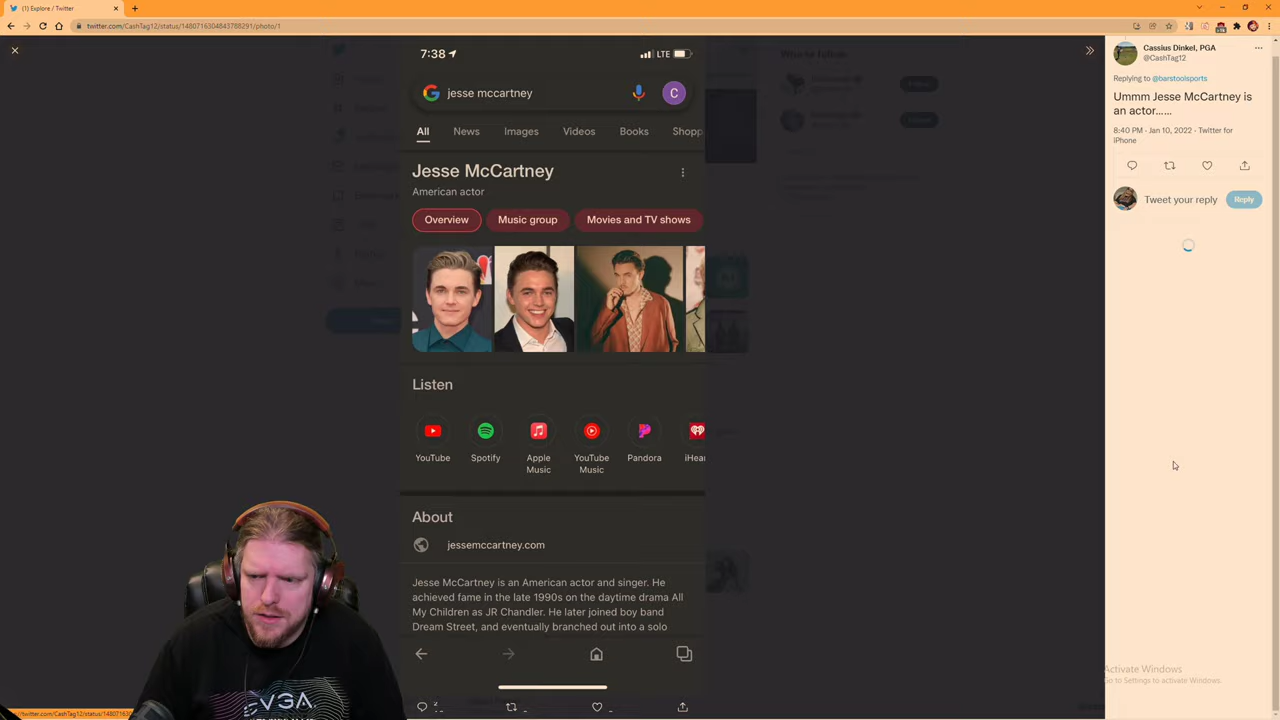 (1) Explore / Twitter
twitter.com/CashTag12/status/1480716304843788291/photo/1
7:38
LTE
jesse mccartney
C
All
News
Images
Videos
Books
Shopp
Jesse McCartney
American actor
Overview
Music group
Movies and TV shows
Listen
YouTube
Spotify
Apple
Music
YouTube
Music
Pandora
iHear
About
jessemccartney.com
Jesse McCartney is an American actor and singer. He
achieved fame in the late 1990s on the daytime drama All
My Children as JR Chandler. He later joined boy band
Dream Street, and eventually branched out into a solo
Who to follow
Cassius Dinkel, PGA
@CashTag12
Replying to @barstoolsports
Ummm Jesse McCartney is
an actor......
8:40 PM · Jan 10, 2022 · Twitter for
iPhone
Tweet your reply
Reply
Activate Windows
Go to Settings to activate Windows.
EVGA